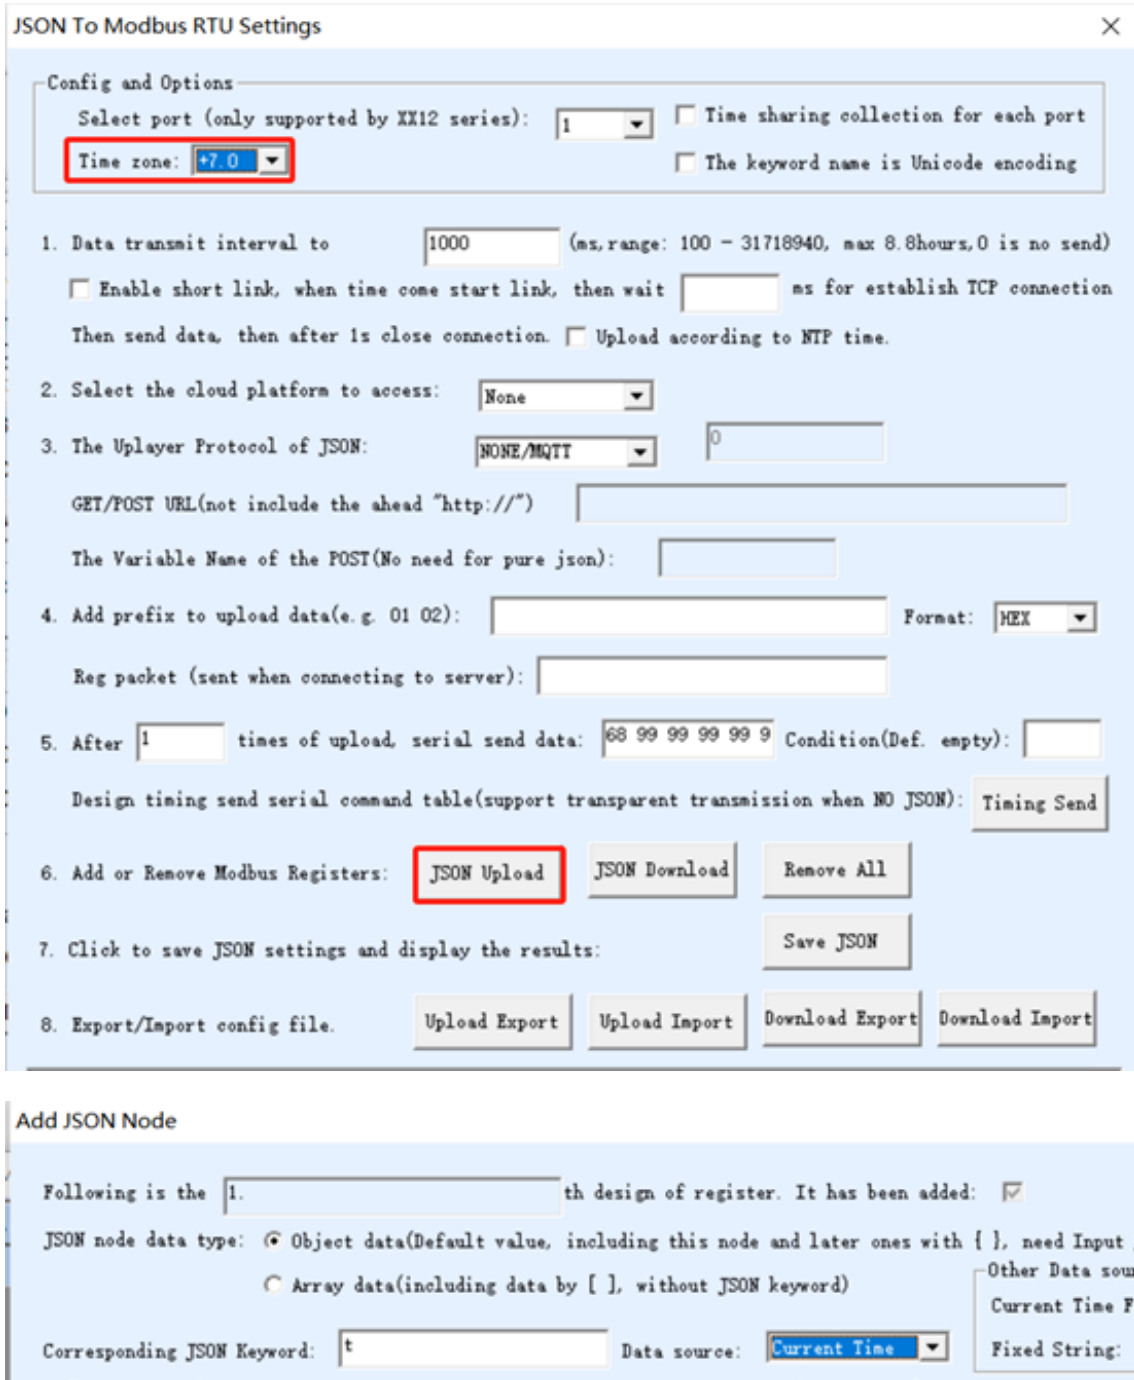 JSON To Modbus RTU Settings
Config and Options
Select port (only supported by XX12 series): 1 Time sharing collection for each port
Time zone: +7.0 The keyword name is Unicode encoding
1. Data transmit interval to 1000 (ms,range: 100 - 31718940, max 8.8hours,0 is no send)
Enable short link, when time come start link, then wait ms for establish TCP connection
Then send data, then after 1s close connection. Upload according to NTP time.
2. Select the cloud platform to access: None
3. The Uplayer Protocol of JSON: NONE/MQTT 0
GET/POST URL(not include the ahead "http://")
The Variable Name of the POST(No need for pure json):
4. Add prefix to upload data(e.g. 01 02): Format: HEX
Reg packet (sent when connecting to server):
5. After 1 times of upload, serial send data: 68 99 99 99 99 9 Condition(Def. empty):
Design timing send serial command table(support transparent transmission when NO JSON): Timing Send
6. Add or Remove Modbus Registers: JSON Upload JSON Download Remove All
7. Click to save JSON settings and display the results: Save JSON
8. Export/Import config file. Upload Export Upload Import Download Export Download Import
Add JSON Node
Following is the 1. th design of register. It has been added:
JSON node data type: Object data(Default value, including this node and later ones with { }, need Input
Array data(including data by [ ], without JSON keyword)
Other Data sou
Current Time F
Corresponding JSON Keyword: t Data source: Current Time Fixed String: